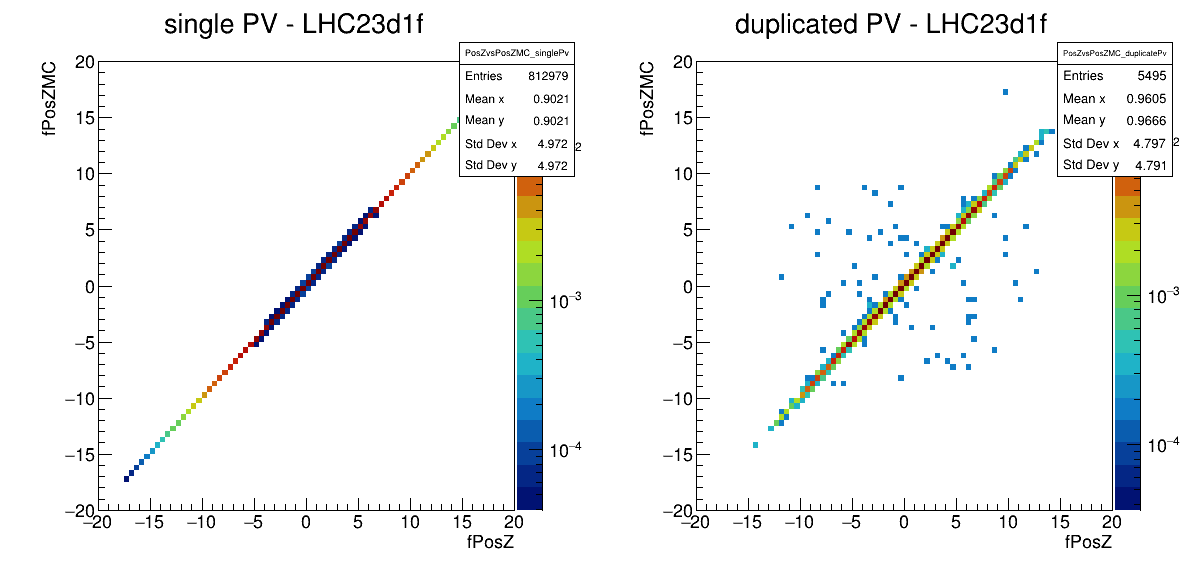 single PV - LHC23d1f
PosZvsPosZMC_singlePv
Entries 812979
Mean x 0.9021
Mean y 0.9021
Std Dev x 4.972
Std Dev y 4.972
fPosZMC
20
15
10
5
0
−5
−10
−15
−20
−20 −15 −10 −5 0 5 10 15 20
fPosZ
2
10−3
10−4
duplicated PV - LHC23d1f
PosZvsPosZMC_duplicatePv
Entries 5495
Mean x 0.9605
Mean y 0.9666
Std Dev x 4.797
Std Dev y 4.791
fPosZMC
20
15
10
5
0
−5
−10
−15
−20
−20 −15 −10 −5 0 5 10 15 20
fPosZ
2
10−3
10−4